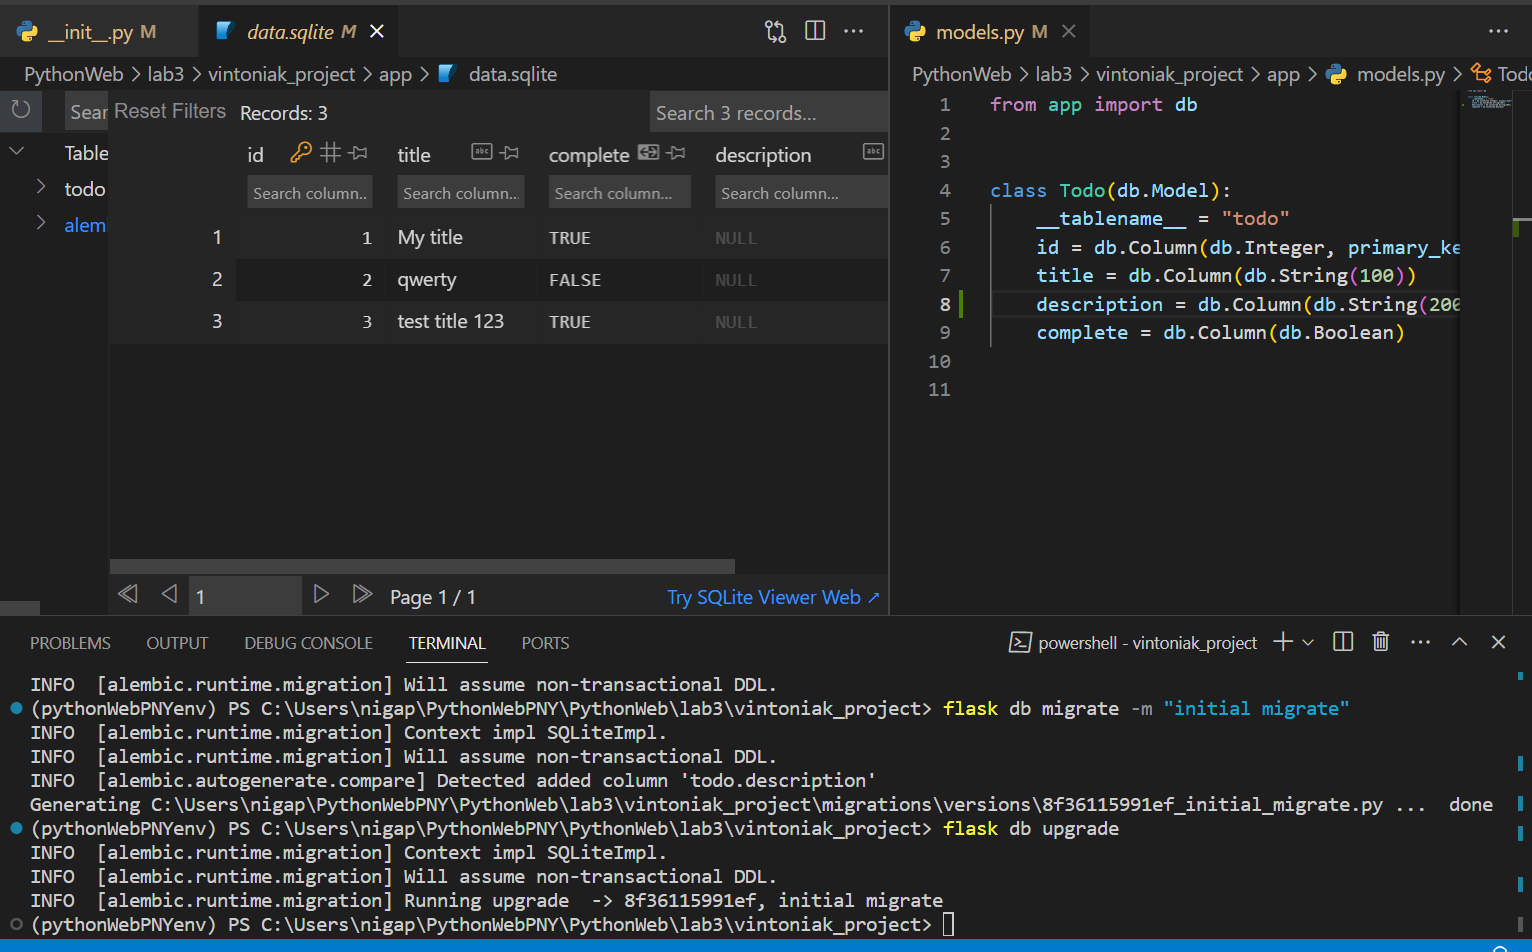 __init__.py M
data.sqlite M
PythonWeb > lab3 > vintoniak_project > app > data.sqlite
Sear
Reset Filters
Records: 3
Search 3 records...
Table
todo
alem
id
title
complete
description
Search column..
Search column...
Search column...
Search column...
1 1 My title TRUE NULL
2 2 qwerty FALSE NULL
3 3 test title 123 TRUE NULL
1
Page 1 / 1
Try SQLite Viewer Web ↗
models.py M
PythonWeb > lab3 > vintoniak_project > app > models.py > Todo
1 from app import db
2
3
4 class Todo(db.Model):
5 __tablename__ = "todo"
6 id = db.Column(db.Integer, primary_ke
7 title = db.Column(db.String(100))
8 description = db.Column(db.String(200
9 complete = db.Column(db.Boolean)
10
11
PROBLEMS OUTPUT DEBUG CONSOLE TERMINAL PORTS
powershell - vintoniak_project
INFO  [alembic.runtime.migration] Will assume non-transactional DDL.
(pythonWebPNYenv) PS C:\Users\nigap\PythonWebPNY\PythonWeb\lab3\vintoniak_project> flask db migrate -m "initial migrate"
INFO  [alembic.runtime.migration] Context impl SQLiteImpl.
INFO  [alembic.runtime.migration] Will assume non-transactional DDL.
INFO  [alembic.autogenerate.compare] Detected added column 'todo.description'
Generating C:\Users\nigap\PythonWebPNY\PythonWeb\lab3\vintoniak_project\migrations\versions\8f36115991ef_initial_migrate.py ...  done
(pythonWebPNYenv) PS C:\Users\nigap\PythonWebPNY\PythonWeb\lab3\vintoniak_project> flask db upgrade
INFO  [alembic.runtime.migration] Context impl SQLiteImpl.
INFO  [alembic.runtime.migration] Will assume non-transactional DDL.
INFO  [alembic.runtime.migration] Running upgrade  -> 8f36115991ef, initial migrate
(pythonWebPNYenv) PS C:\Users\nigap\PythonWebPNY\PythonWeb\lab3\vintoniak_project>